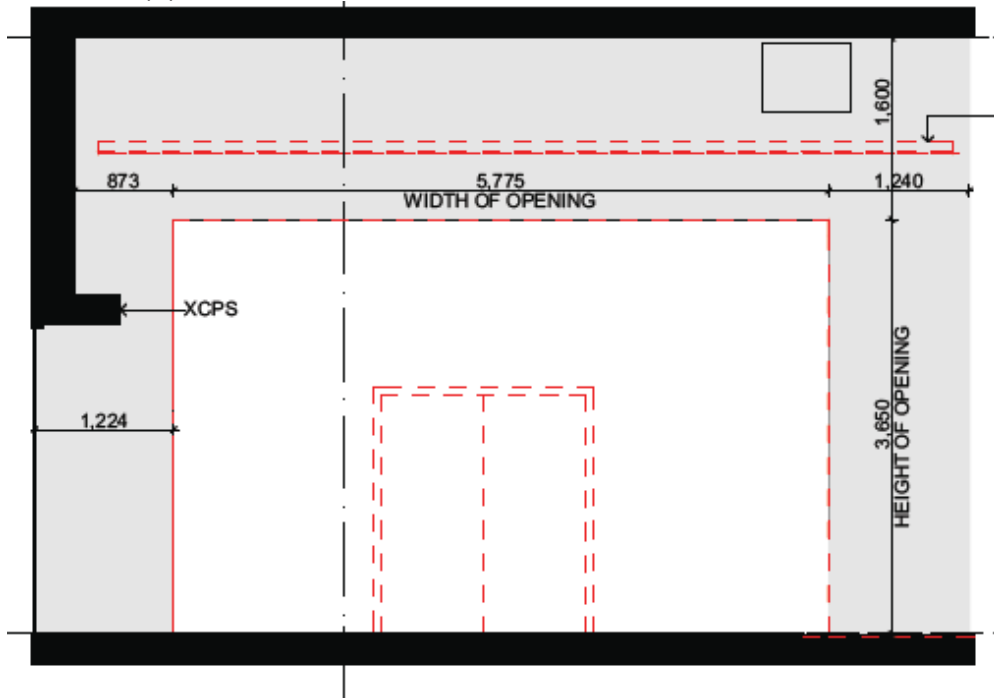 1,600
873
5,775
1,240
WIDTH OF OPENING
XCPS
1,224
3,650
HEIGHT OF OPENING